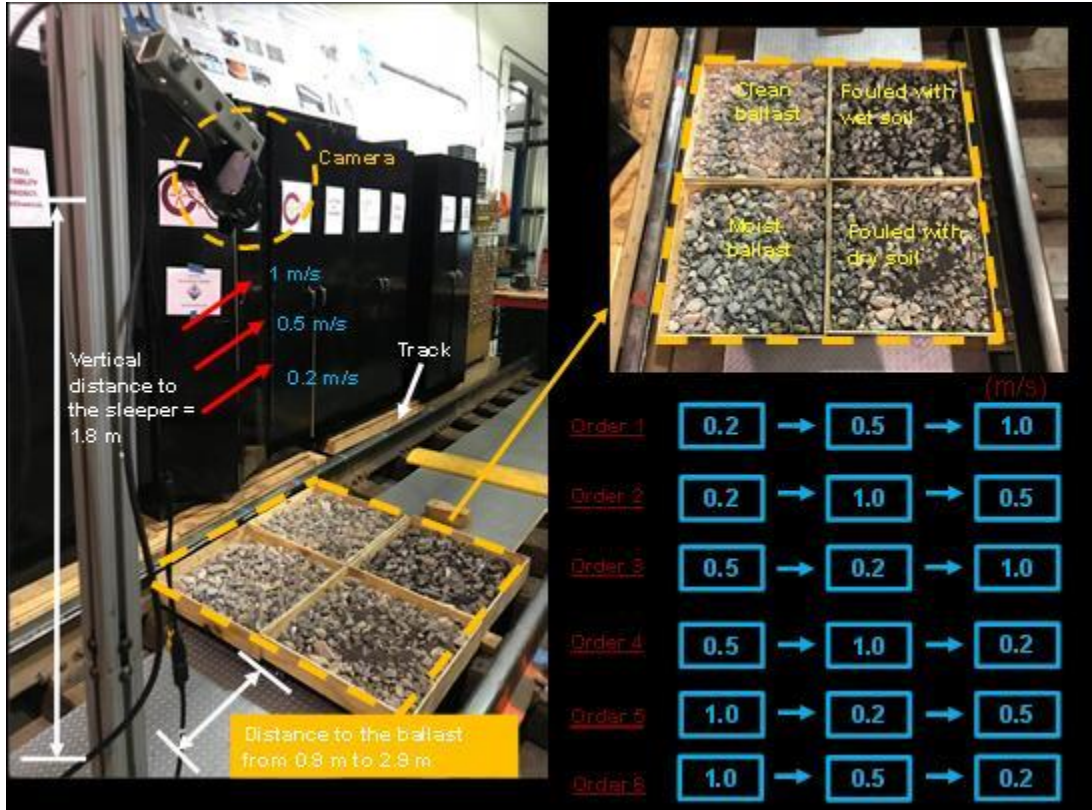 Camera
1 m/s
0.5 m/s
0.2 m/s
Track
Vertical
distance to
the sleeper =
1.8 m
Distance to the ballast
from 0.9 m to 2.9 m
Clean
ballast
Fouled with
wet soil
Moist
ballast
Fouled with
dry soil
(m/s)
Order 1 0.2 0.5 1.0
Order 2 0.2 1.0 0.5
Order 3 0.5 0.2 1.0
Order 4 0.5 1.0 0.2
Order 5 1.0 0.2 0.5
Order 6 1.0 0.5 0.2